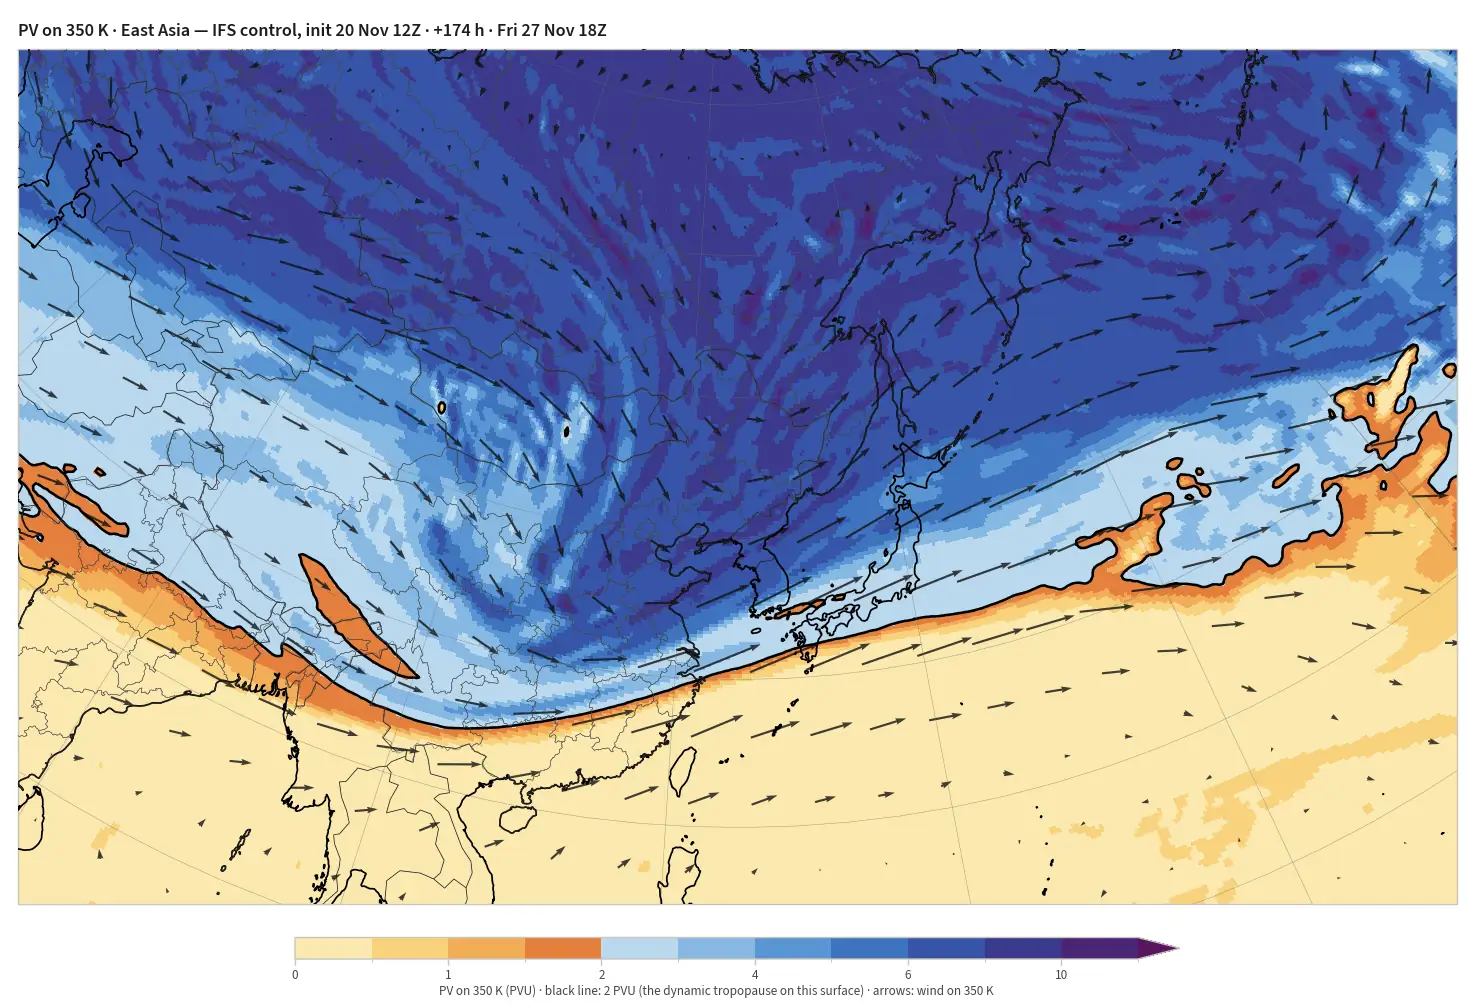 PV on 350 K · East Asia — IFS control, init 20 Nov 12Z · +174 h · Fri 27 Nov 18Z
0 1 2 4 6 10
PV on 350 K (PVU) · black line: 2 PVU (the dynamic tropopause on this surface) · arrows: wind on 350 K